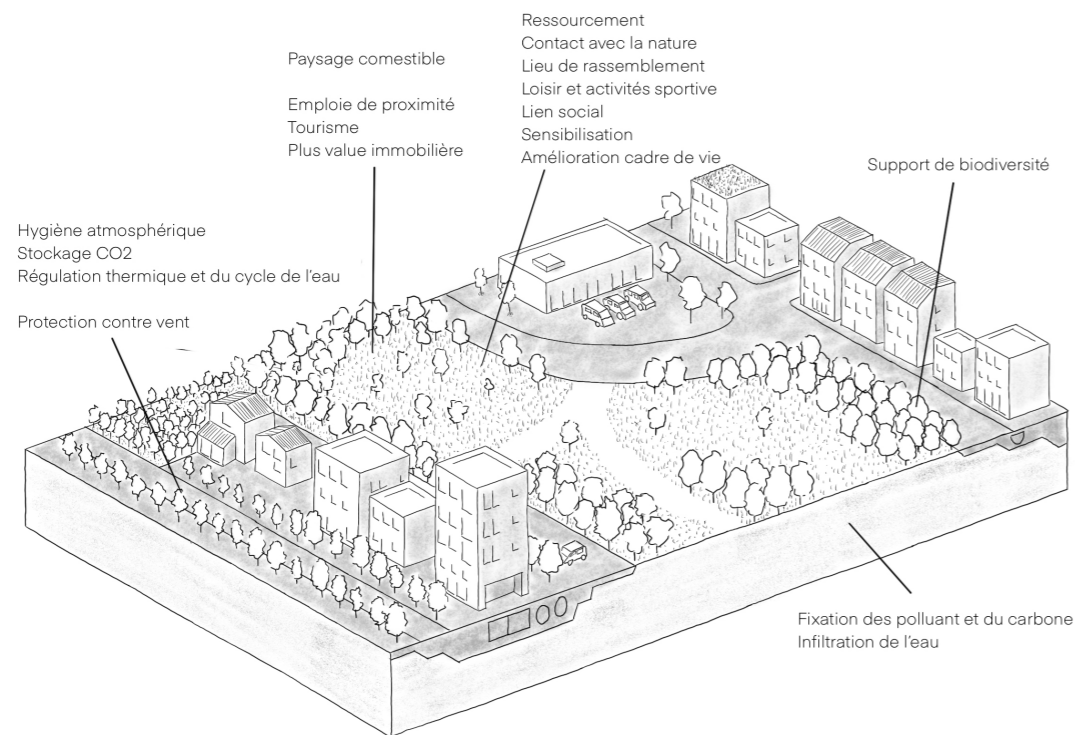 Ressourcement
Contact avec la nature
Lieu de rassemblement
Loisir et activités sportive
Lien social
Sensibilisation
Amélioration cadre de vie
Paysage comestible
Emploie de proximité
Tourisme
Plus value immobilière
Support de biodiversité
Hygiène atmosphérique
Stockage CO2
Régulation thermique et du cycle de l'eau
Protection contre vent
Fixation des polluant et du carbone
Infiltration de l'eau